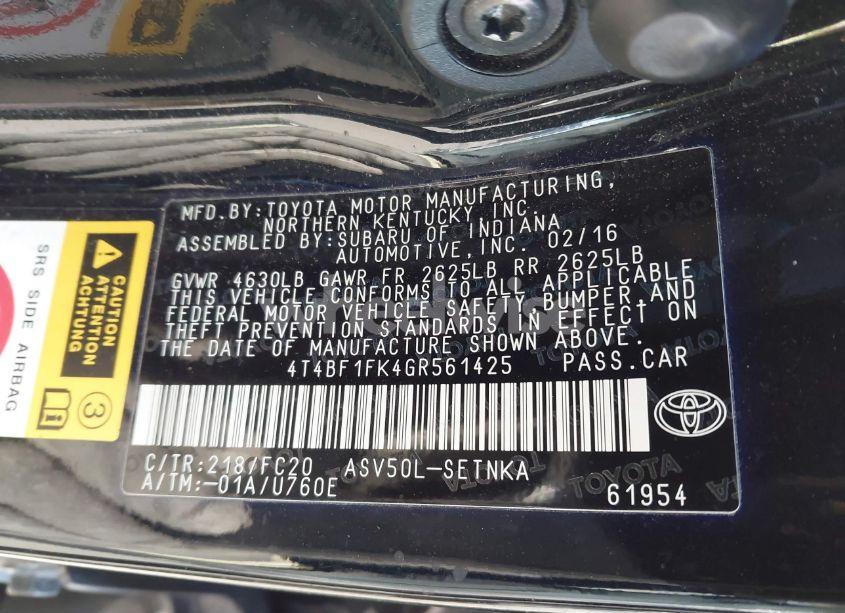 MFD.BY:TOYOTA MOTOR MANUFACTURING,
NORTHERN KENTUCKY, INC.
ASSEMBLED BY:SUBARU OF INDIANA
AUTOMOTIVE,INC. 02/16
GVWR 4630LB GAWR FR 2625LB RR 2625LB
THIS VEHICLE CONFORMS TO ALL APPLICABLE
FEDERAL MOTOR VEHICLE SAFETY,BUMPER,AND
THEFT PREVENTION STANDARDS IN EFFECT ON
THE DATE OF MANUFACTURE SHOWN ABOVE.
4T4BF1FK4GR561425 PASS.CAR
C/TR:218/FC20 ASV50L-SETNKA
A/TM:-01A/U760E
61954
TOYOTA
SRS SIDE AIRBAG
CAUTION
ATTENTION
ACHTUNG
3